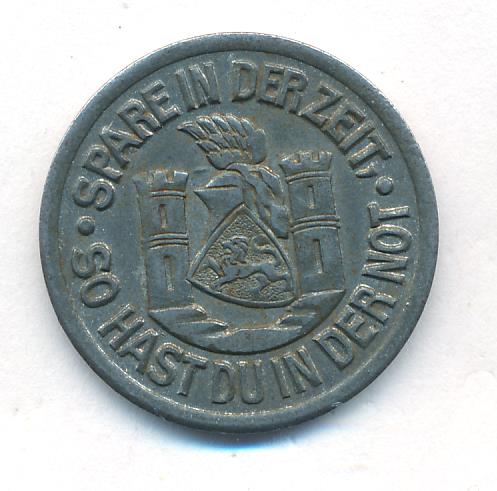 · SPARE IN DER ZEIT, ·
SO HAST DU IN DER NOT